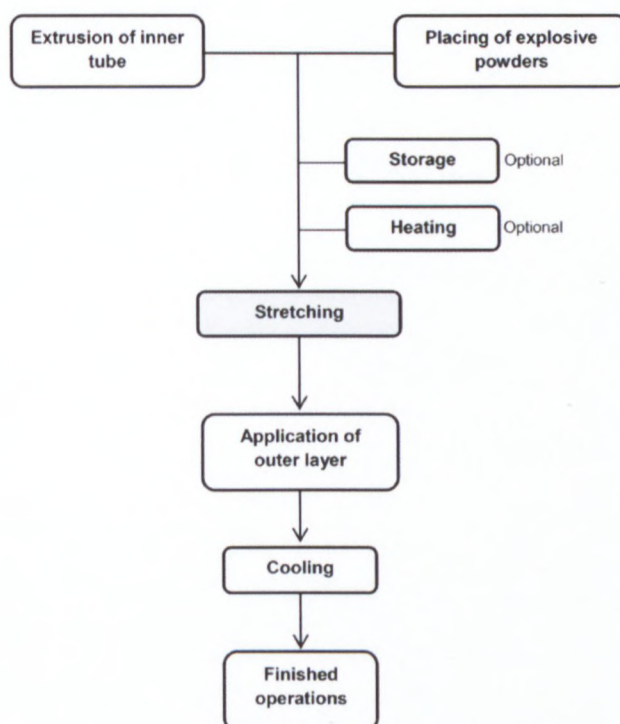 Extrusion of inner
tube
Placing of explosive
powders
Storage
Optional
Heating
Optional
Stretching
Application of
outer layer
Cooling
Finished
operations